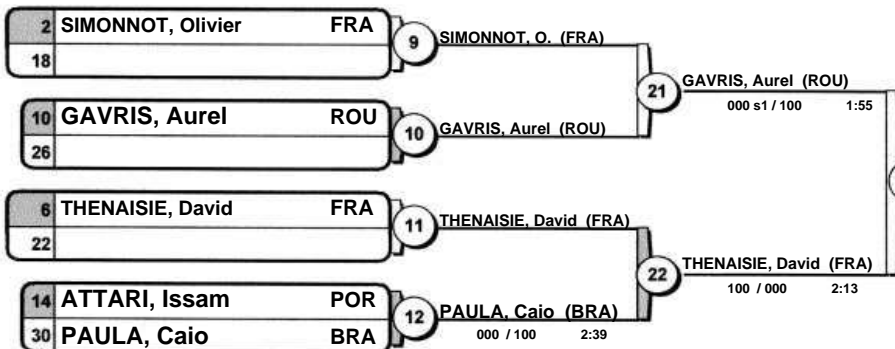 2 SIMONNOT, Olivier FRA
18
9
SIMONNOT, O. (FRA)
10 GAVRIS, Aurel ROU
26
10
GAVRIS, Aurel (ROU)
21
GAVRIS, Aurel (ROU)
000 s1 / 100 1:55
6 THENAISIE, David FRA
22
11
THENAISIE, David (FRA)
14 ATTARI, Issam POR
30 PAULA, Caio BRA
12
PAULA, Caio (BRA)
000 / 100 2:39
22
THENAISIE, David (FRA)
100 / 000 2:13